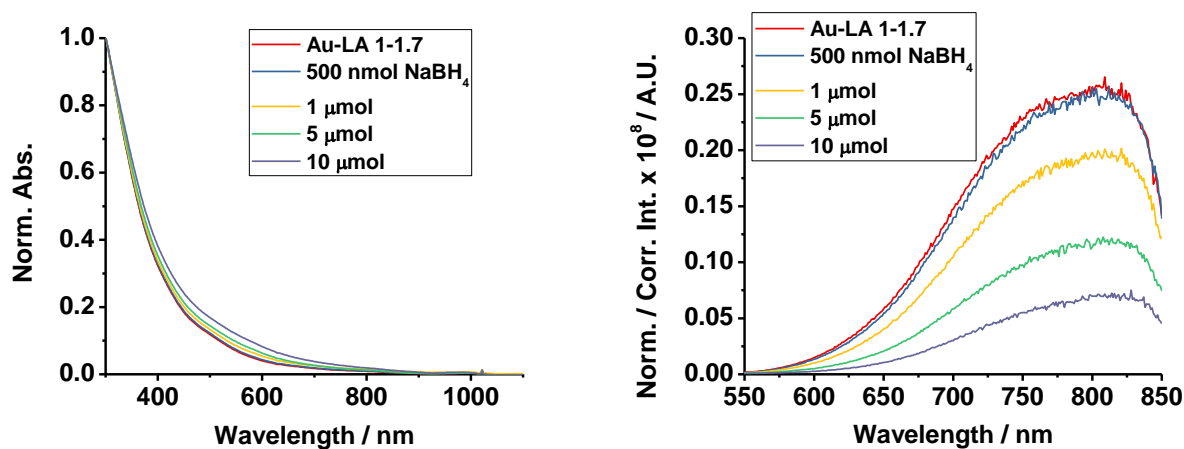 Norm. Abs.
1.0
0.8
0.6
0.4
0.2
0.0
400 600 800 1000
Wavelength / nm
Au-LA 1-1.7
500 nmol NaBH₄
1 μmol
5 μmol
10 μmol
Norm. / Corr. Int. x 10⁸ / A.U.
0.30
0.25
0.20
0.15
0.10
0.05
0.00
550 600 650 700 750 800 850
Wavelength / nm
Au-LA 1-1.7
500 nmol NaBH₄
1 μmol
5 μmol
10 μmol